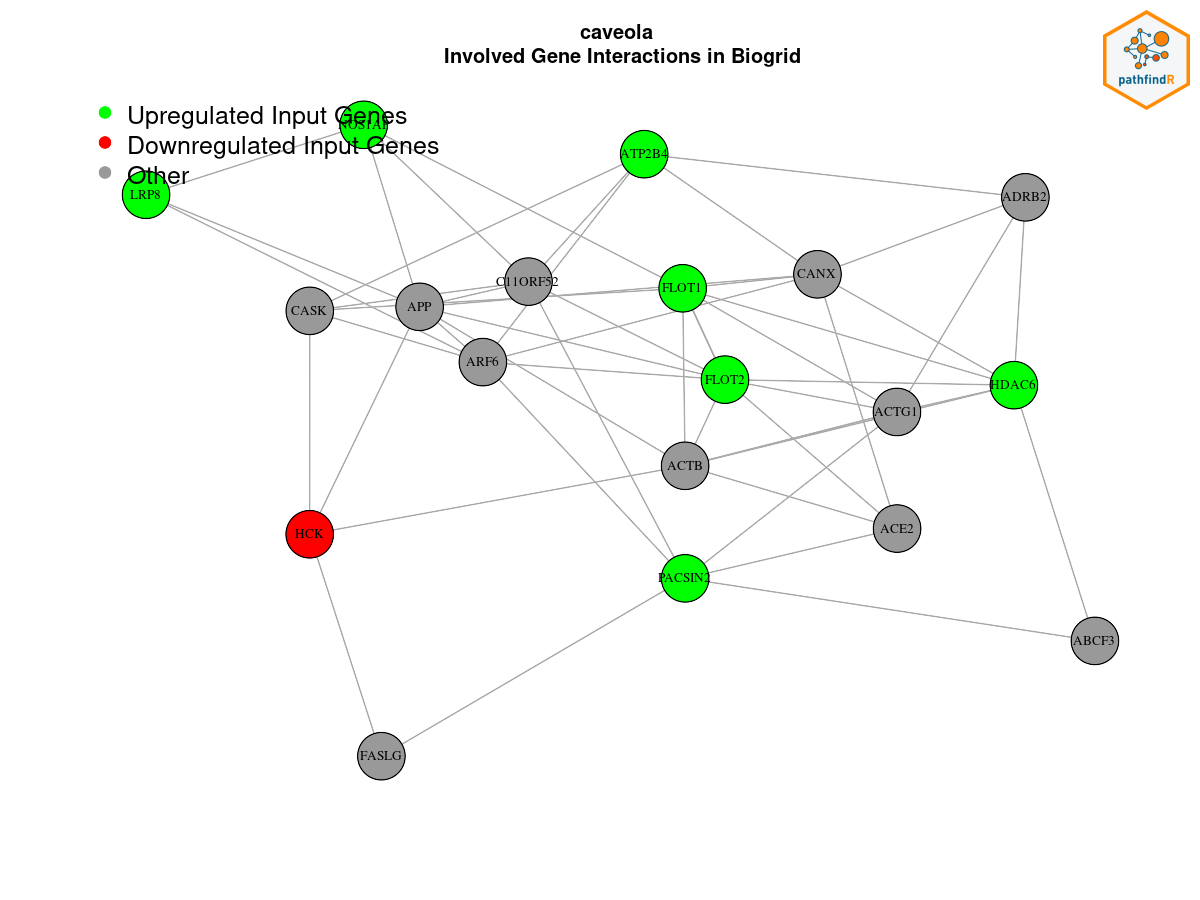 caveola
Involved Gene Interactions in Biogrid
pathfindR
Upregulated Input Genes
Downregulated Input Genes
Other
ATP2B4
LRP8
ADRB2
CANX
C11ORF52
FLOT1
APP
CASK
ARF6
FLOT2
HDAC6
ACTG1
ACTB
ACE2
HCK
PACSIN2
ABCF3
FASLG